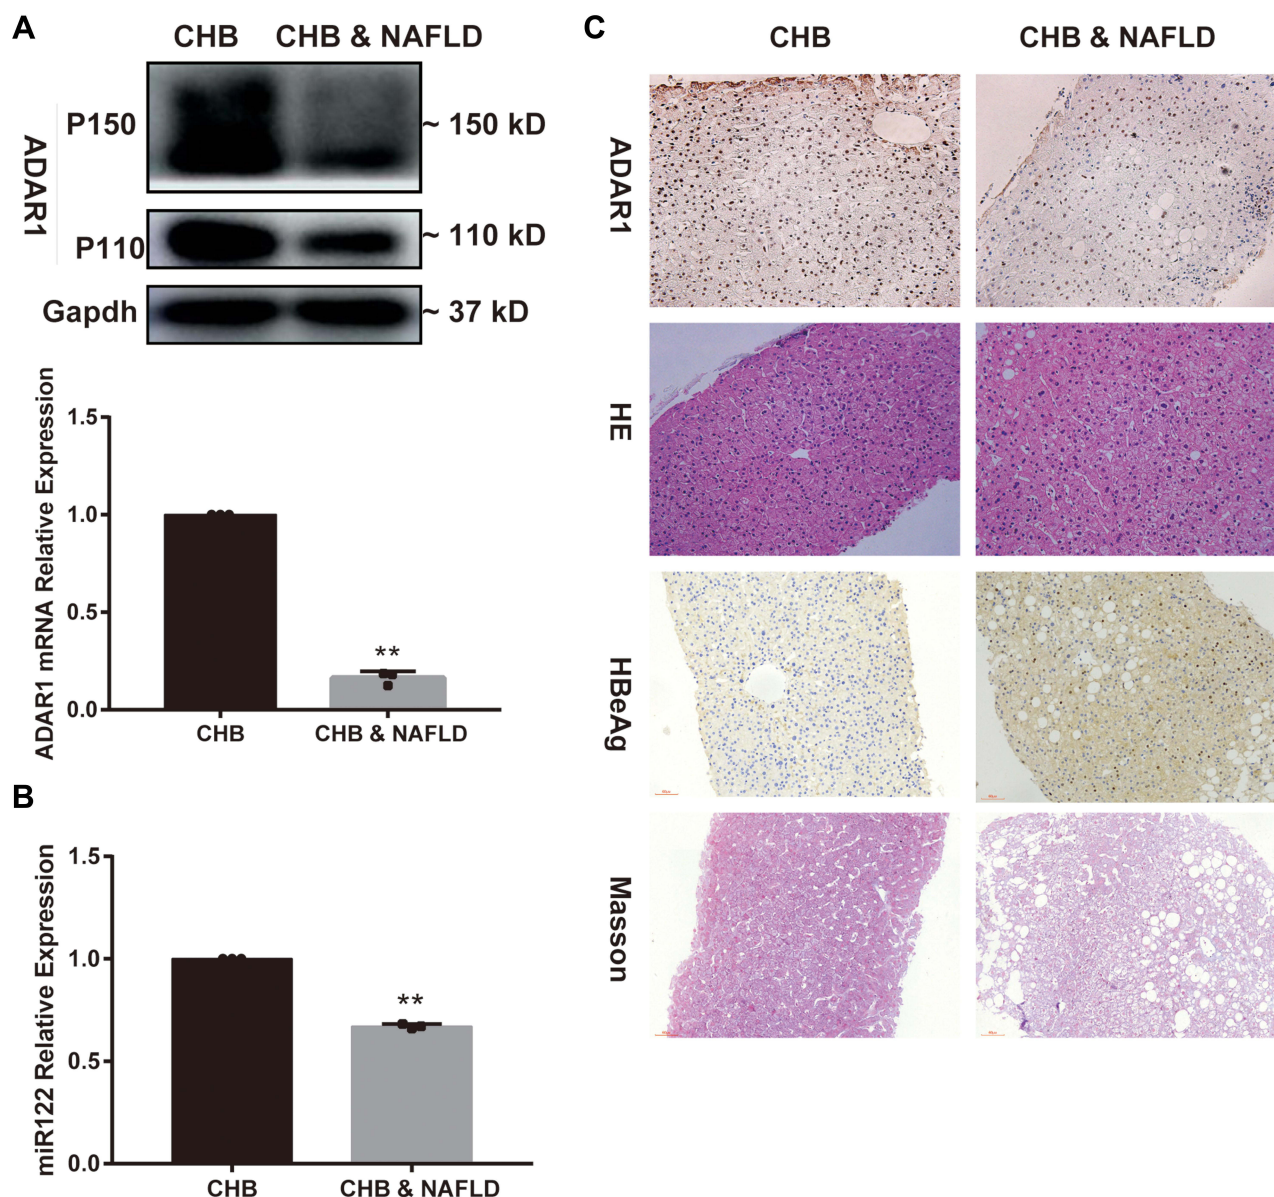 A
CHB
CHB & NAFLD
ADAR1
P150
~ 150 kD
P110
~ 110 kD
Gapdh
~ 37 kD
ADAR1 mRNA Relative Expression
1.5
1.0
0.5
0.0
**
CHB
CHB & NAFLD
B
miR122 Relative Expression
1.5
1.0
0.5
0.0
**
CHB
CHB & NAFLD
C
CHB
CHB & NAFLD
ADAR1
HE
HBeAg
Masson